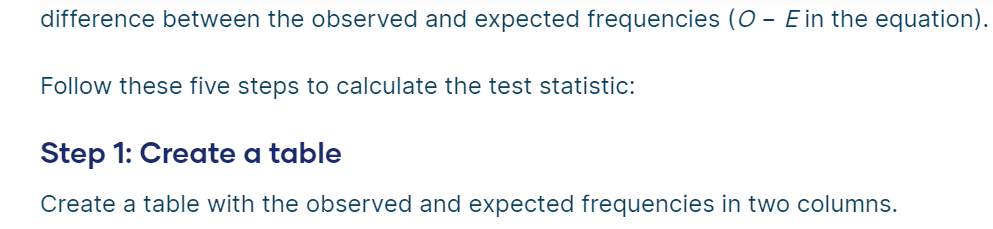 difference between the observed and expected frequencies (O – E in the equation).
Follow these five steps to calculate the test statistic:
Step 1: Create a table
Create a table with the observed and expected frequencies in two columns.